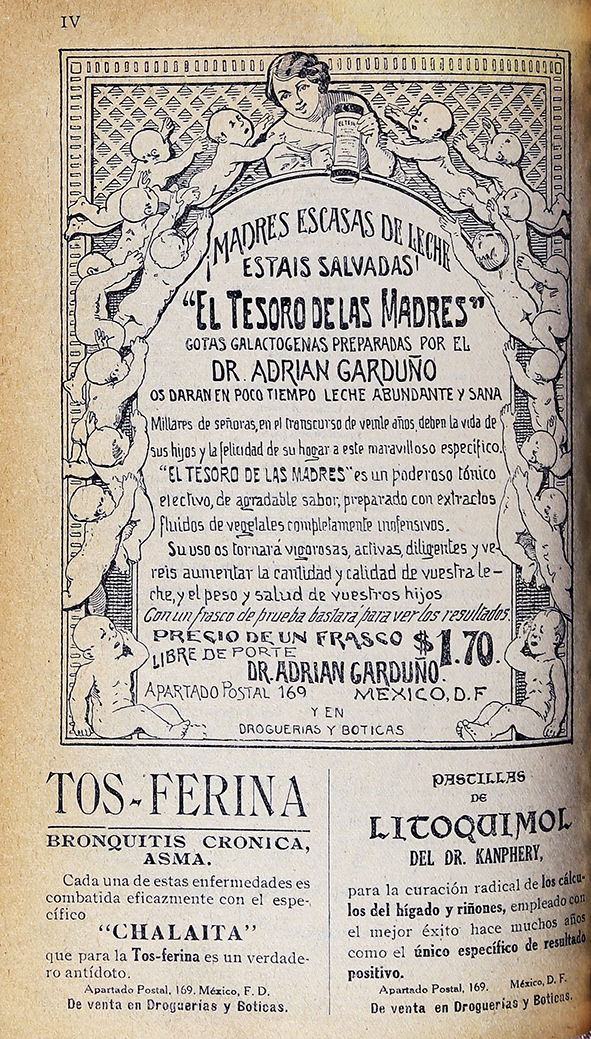 IV
¡MADRES ESCASAS DE LECHE
ESTAIS SALVADAS!
"EL TESORO DE LAS MADRES"
GOTAS GALACTOGENAS PREPARADAS POR EL
DR. ADRIAN GARDUÑO
OS DARAN EN POCO TIEMPO LECHE ABUNDANTE Y SANA
Millares de señoras, en el transcurso de veinte años, deben la vida de
sus hijos y la felicidad de su hogar a este maravilloso especifico.
"EL TESORO DE LAS MADRES" es un poderoso tónico
electivo, de agradable sabor, preparado con extractos
fluidos de vegetales completamente inofensivos.
Su uso os tornará vigorosas, activas, diligentes y ve-
reis aumentar la cantidad y calidad de vuestra le-
che, y el peso y salud de vuestros hijos
Con un frasco de prueba bastará para ver los resultados.
PRECIO DE UN FRASCO $1.70.
LIBRE DE PORTE
DR. ADRIAN GARDUÑO.
APARTADO POSTAL 169 MEXICO, D.F
Y EN
DROGUERIAS Y BOTICAS
TOS-FERINA
BRONQUITIS CRONICA,
ASMA.
Cada una de estas enfermedades es
combatida eficazmente con el espe-
cífico
"CHALAITA"
que para la Tos-ferina es un verdade-
ro antídoto.
Apartado Postal, 169. México, F. D.
De venta en Droguerías y Boticas.
PASTILLAS
DE
LITOQUIMOL
DEL DR. KANPHERY,
para la curación radical de los cálcu-
los del hígado y riñones, empleado con
el mejor éxito hace muchos años
como el único específico de resultado
positivo.
Apartado Postal, 169. México, D. F.
De venta en Droguerías y Boticas.